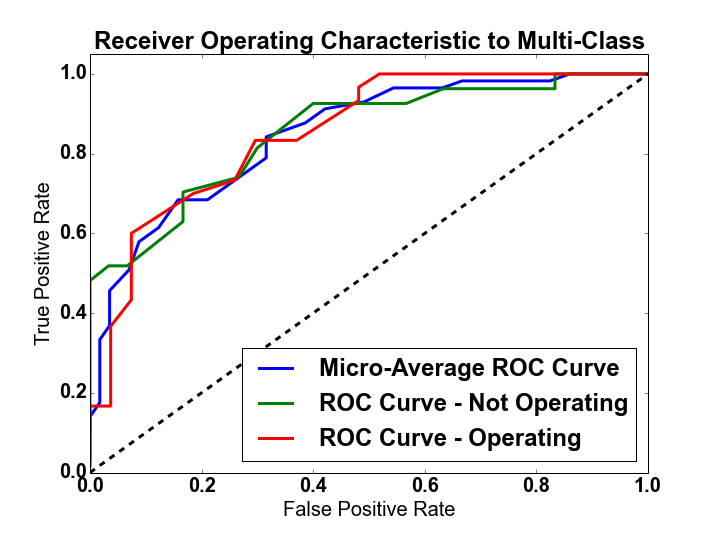 Receiver Operating Characteristic to Multi-Class
1.0
0.8
0.6
0.4
0.2
0.0
True Positive Rate
Micro-Average ROC Curve
ROC Curve - Not Operating
ROC Curve - Operating
0.0 0.2 0.4 0.6 0.8 1.0
False Positive Rate